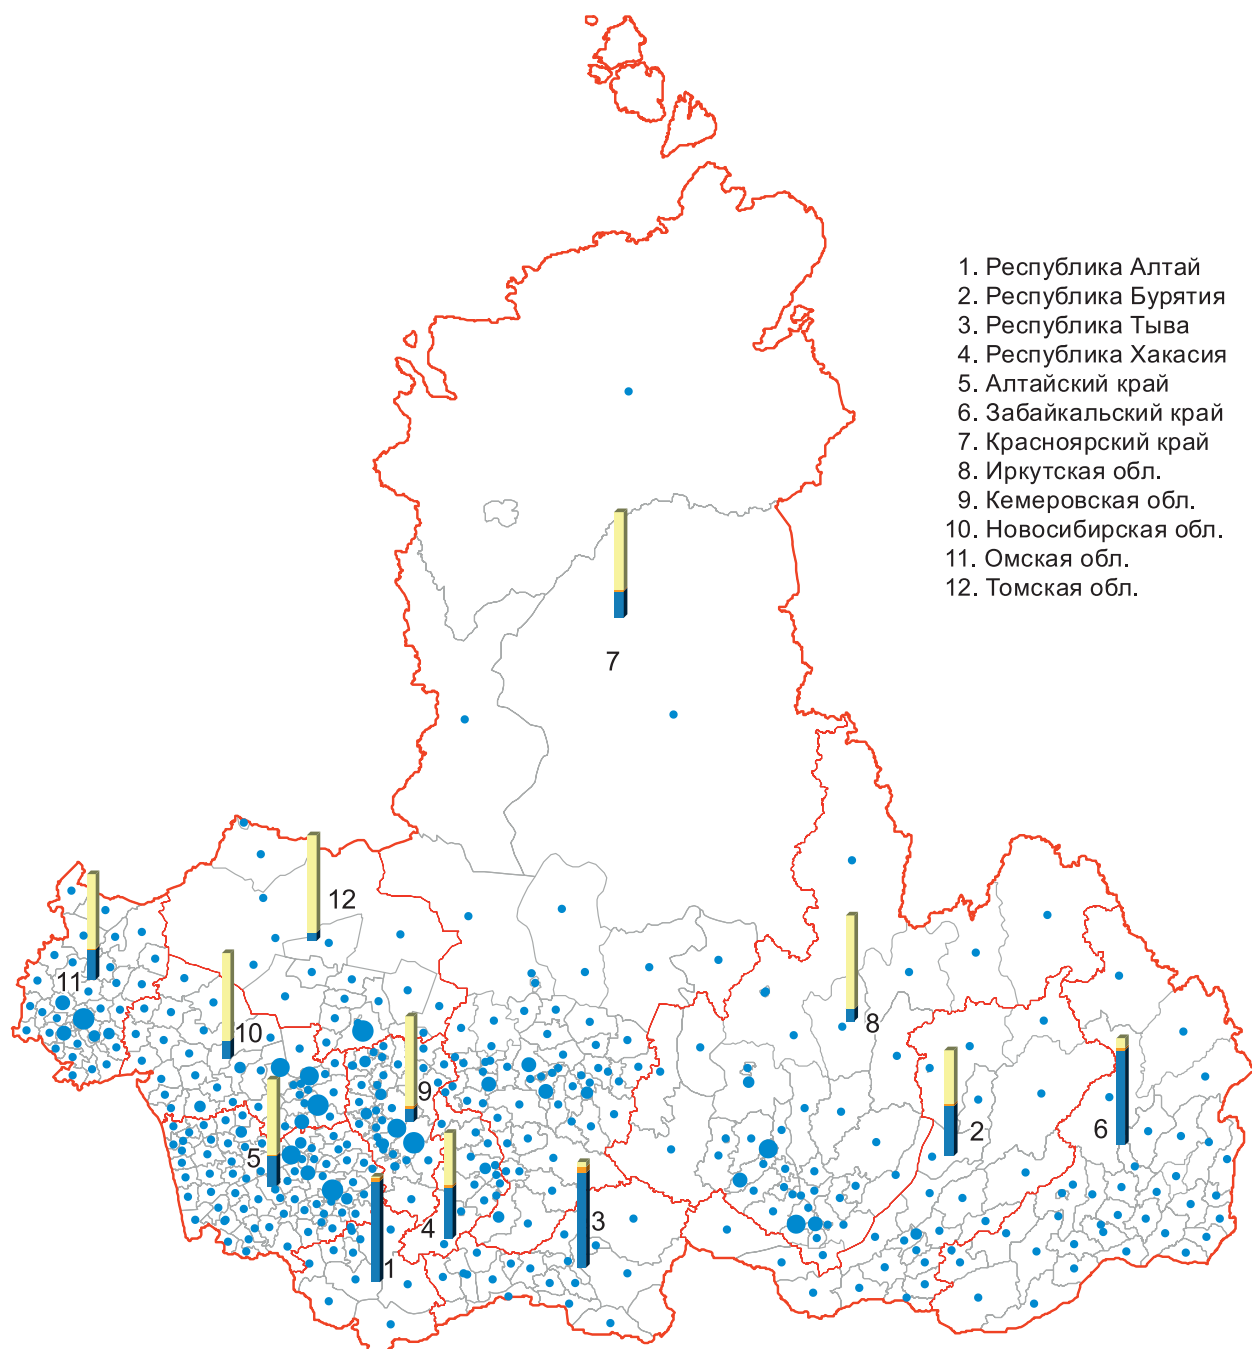 1. Республика Алтай
2. Республика Бурятия
3. Республика Тыва
4. Республика Хакасия
5. Алтайский край
6. Забайкальский край
7. Красноярский край
8. Иркутская обл.
9. Кемеровская обл.
10. Новосибирская обл.
11. Омская обл.
12. Томская обл.
7
12
11
10
8
9
2
6
5
4
3
1